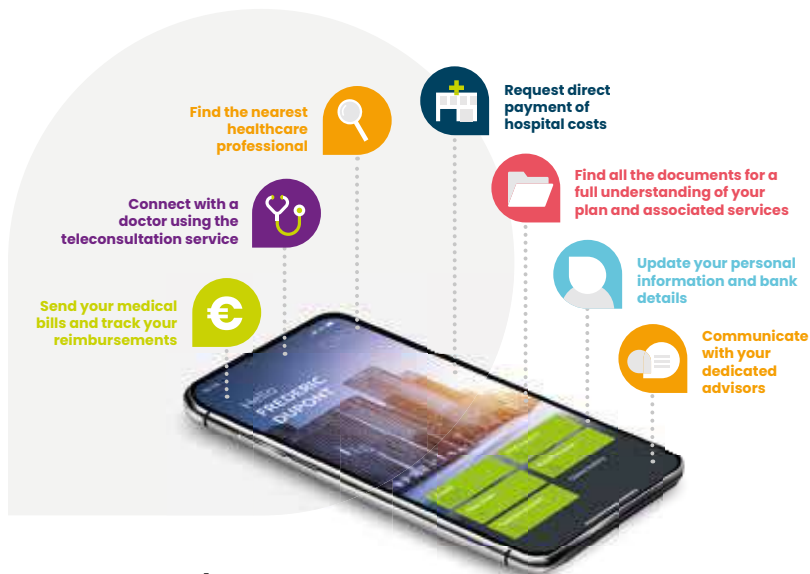 Find the nearest
healthcare
professional
Request direct
payment of
hospital costs
Connect with a
doctor using the
teleconsultation service
Find all the documents for a
full understanding of your
plan and associated services
Send your medical
bills and track your
reimbursements
Update your personal
information and bank
details
Communicate
with your
dedicated
advisors
Hello
FREDERIC
DUPONT